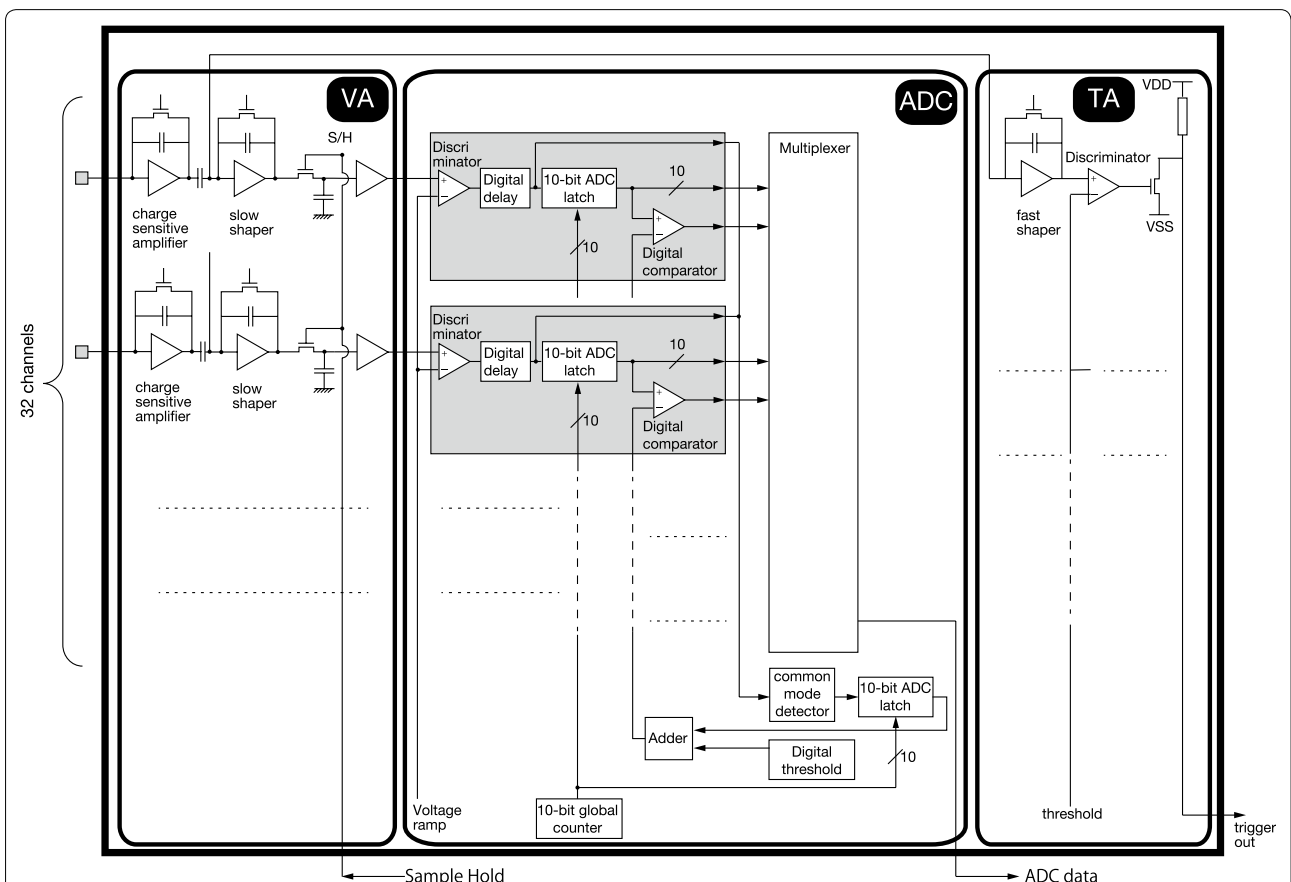 VA
ADC
TA
VDD
S/H
Discri
minator
Digital
delay
10-bit ADC
latch
10
10
Digital
comparator
Multiplexer
Discriminator
VSS
charge
sensitive
amplifier
slow
shaper
fast
shaper
32 channels
Discri
minator
Digital
delay
10-bit ADC
latch
10
10
Digital
comparator
charge
sensitive
amplifier
slow
shaper
common
mode
detector
10-bit ADC
latch
Adder
Digital
threshold
10
Voltage
ramp
10-bit global
counter
threshold
trigger
out
Sample Hold
ADC data